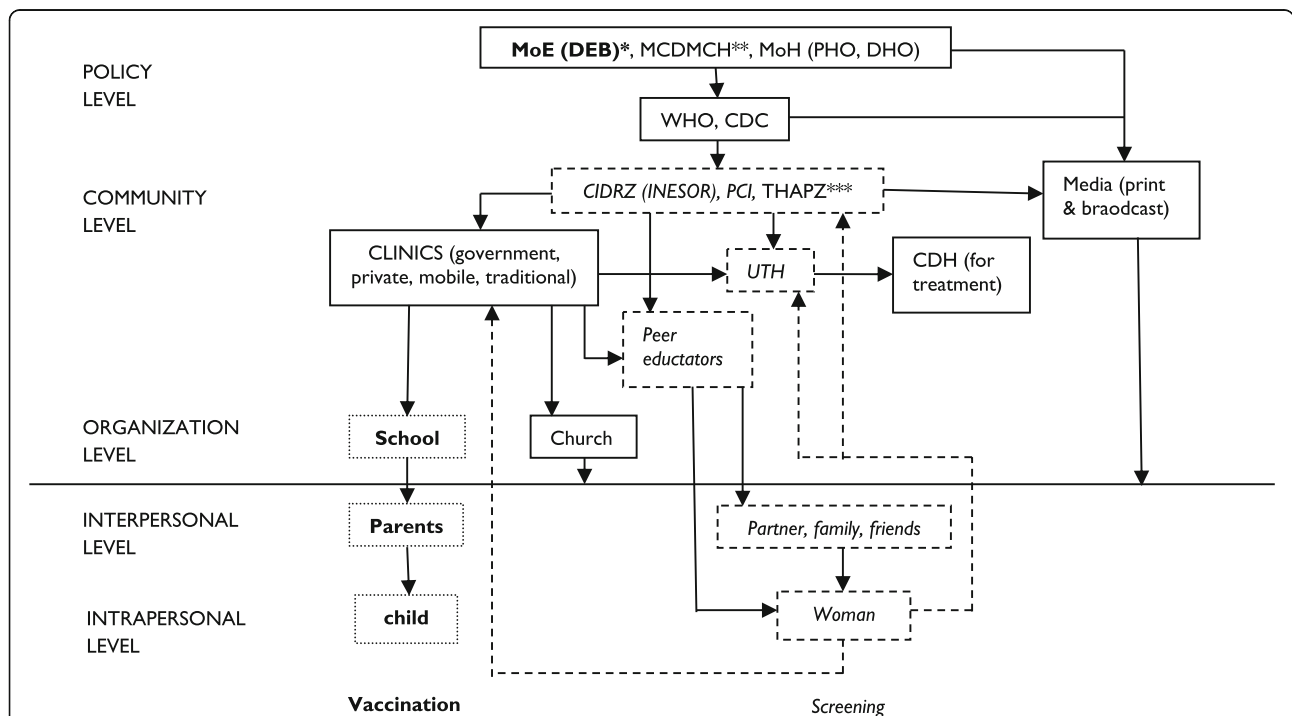 MoE (DEB)*, MCDMCH**, MoH (PHO, DHO)
POLICY
LEVEL
WHO, CDC
COMMUNITY
LEVEL
CIDRZ (INESOR), PCI, THAPZ***
Media (print
& braodcast)
CLINICS (government,
private, mobile, traditional)
UTH
CDH (for
treatment)
Peer
eductators
ORGANIZATION
LEVEL
School
Church
INTERPERSONAL
LEVEL
Parents
Partner, family, friends
INTRAPERSONAL
LEVEL
child
Woman
Vaccination
Screening